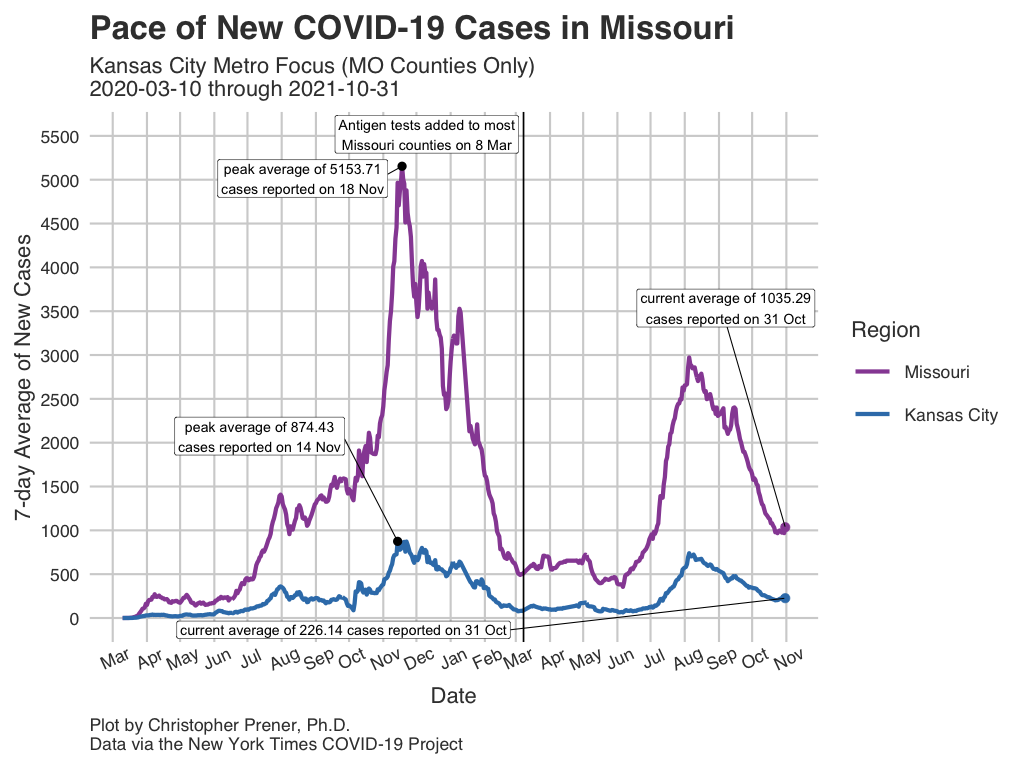 Pace of New COVID-19 Cases in Missouri
Kansas City Metro Focus (MO Counties Only)
2020-03-10 through 2021-10-31
7-day Average of New Cases
5500
5000
4500
4000
3500
3000
2500
2000
1500
1000
500
0
Antigen tests added to most
Missouri counties on 8 Mar
peak average of 5153.71
cases reported on 18 Nov
current average of 1035.29
cases reported on 31 Oct
peak average of 874.43
cases reported on 14 Nov
current average of 226.14 cases reported on 31 Oct
Region
Missouri
Kansas City
Mar Apr May Jun Jul Aug Sep Oct Nov Dec Jan Feb Mar Apr May Jun Jul Aug Sep Oct Nov
Date
Plot by Christopher Prener, Ph.D.
Data via the New York Times COVID-19 Project